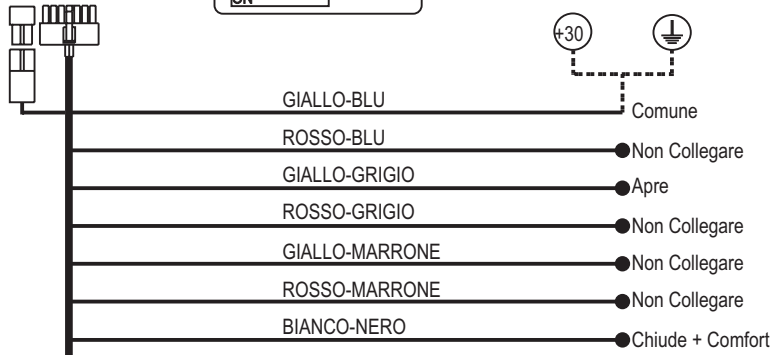 ON
+30
GIALLO-BLU
Comune
ROSSO-BLU
Non Collegare
GIALLO-GRIGIO
Apre
ROSSO-GRIGIO
Non Collegare
GIALLO-MARRONE
Non Collegare
ROSSO-MARRONE
Non Collegare
BIANCO-NERO
Chiude + Comfort